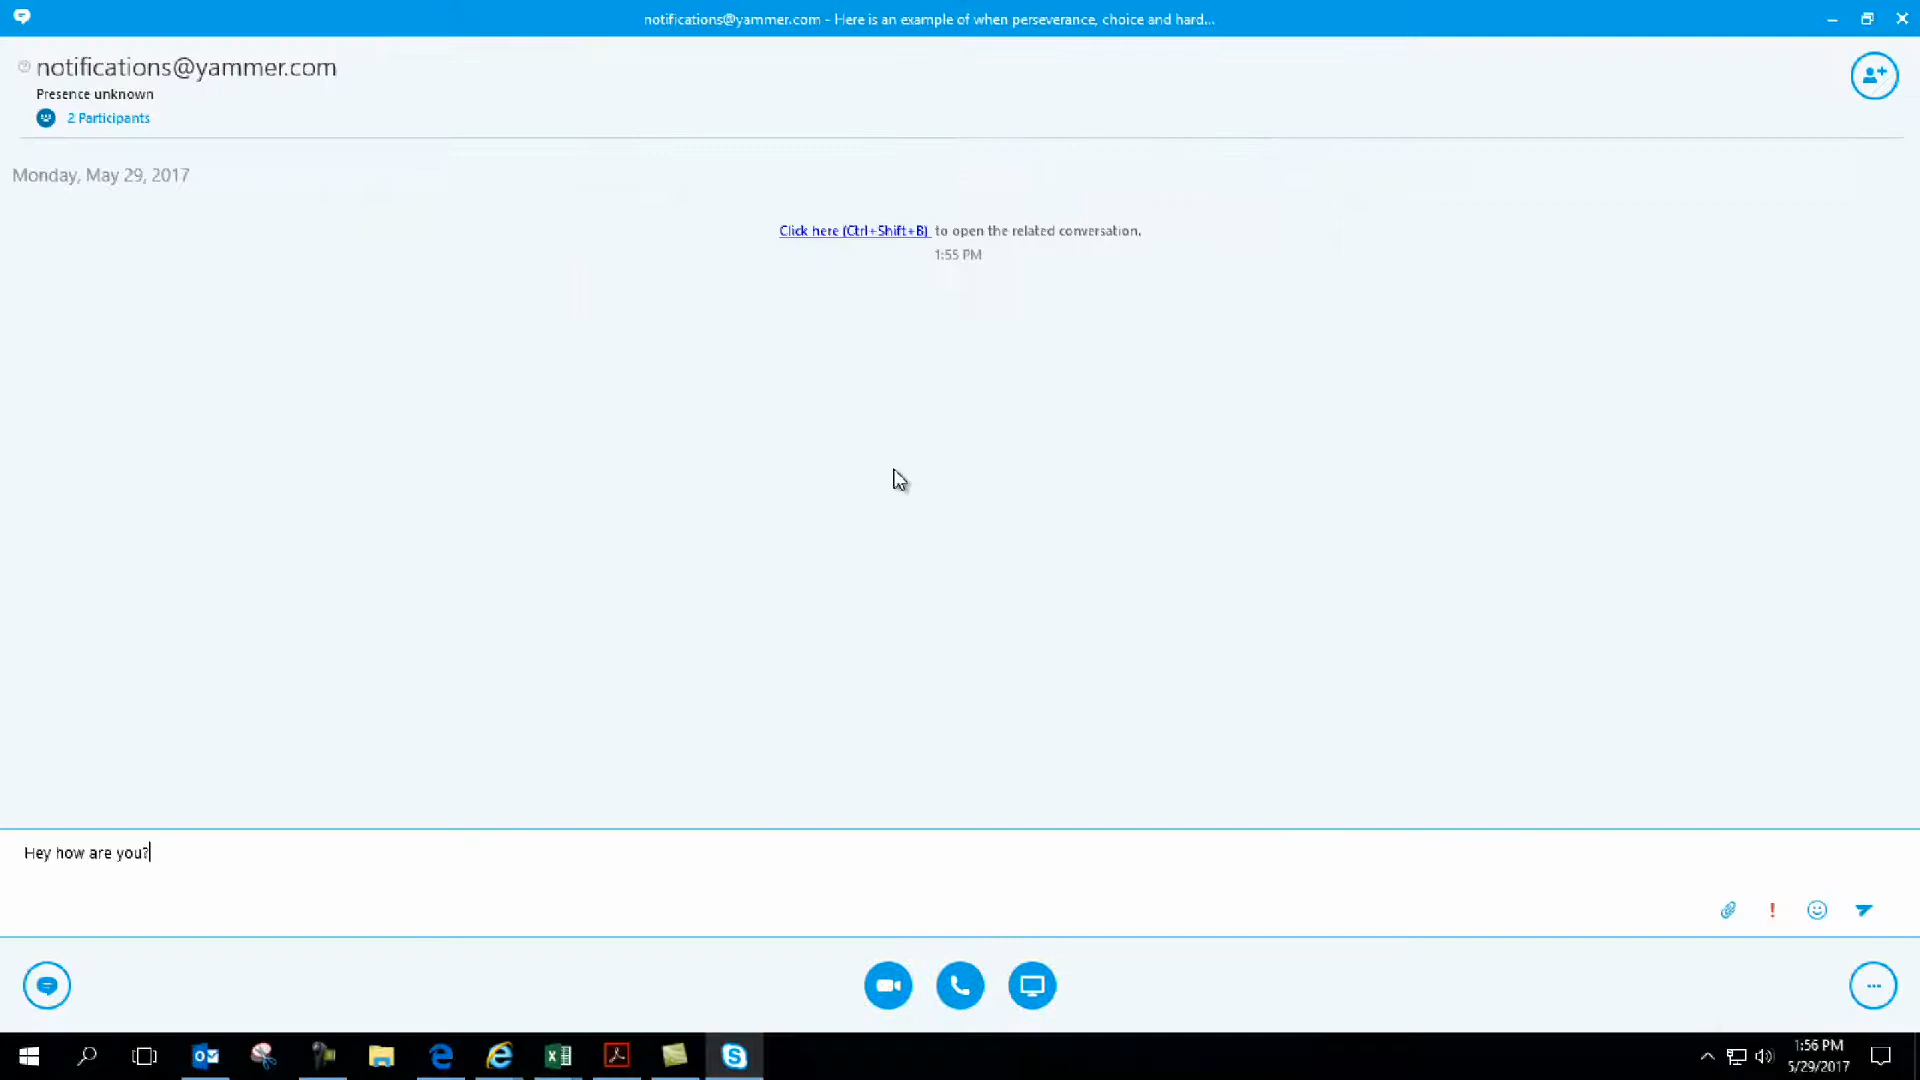 notifications@yammer.com - Here is an example of when perseverance, choice and hard...
notifications@yammer.com
Presence unknown
2 Participants
Monday, May 29, 2017
Click here (Ctrl+Shift+B) to open the related conversation.
1:55 PM
Hey how are you?
1:56 PM
5/29/2017